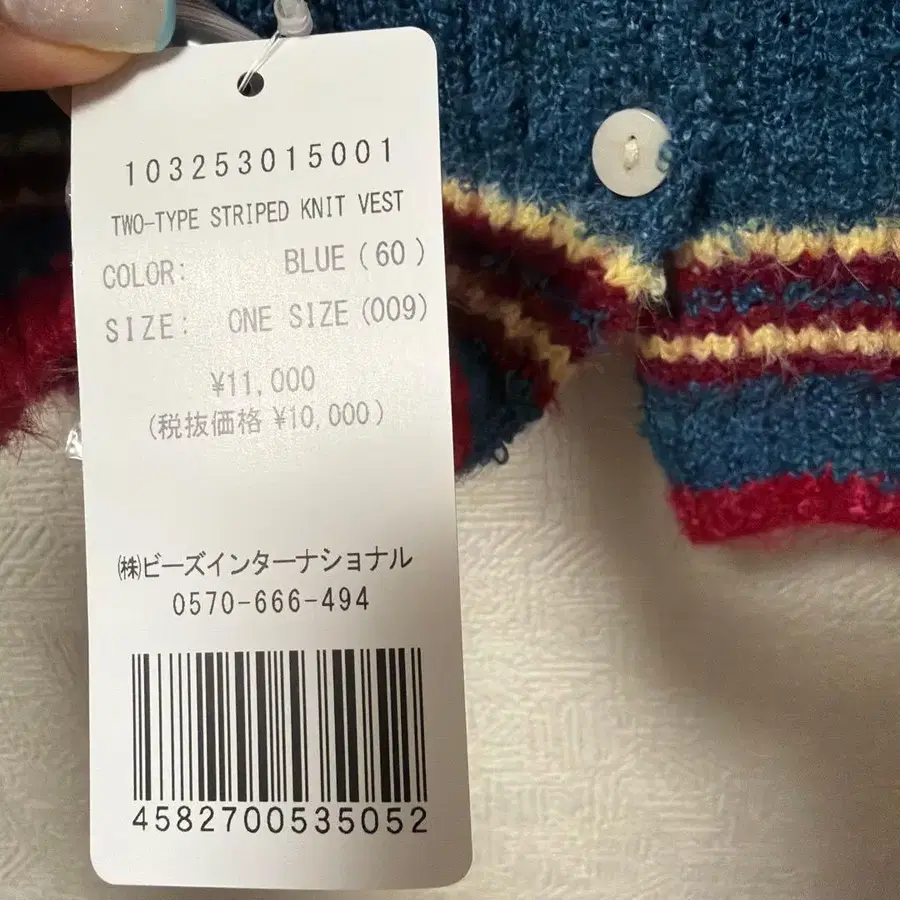 103253015001
TWO-TYPE STRIPED KNIT VEST
COLOR: BLUE (60)
SIZE: ONE SIZE (009)
¥11,000
(税抜価格 ¥10,000)
㈱ビーズインターナショナル
0570-666-494
4582700535052